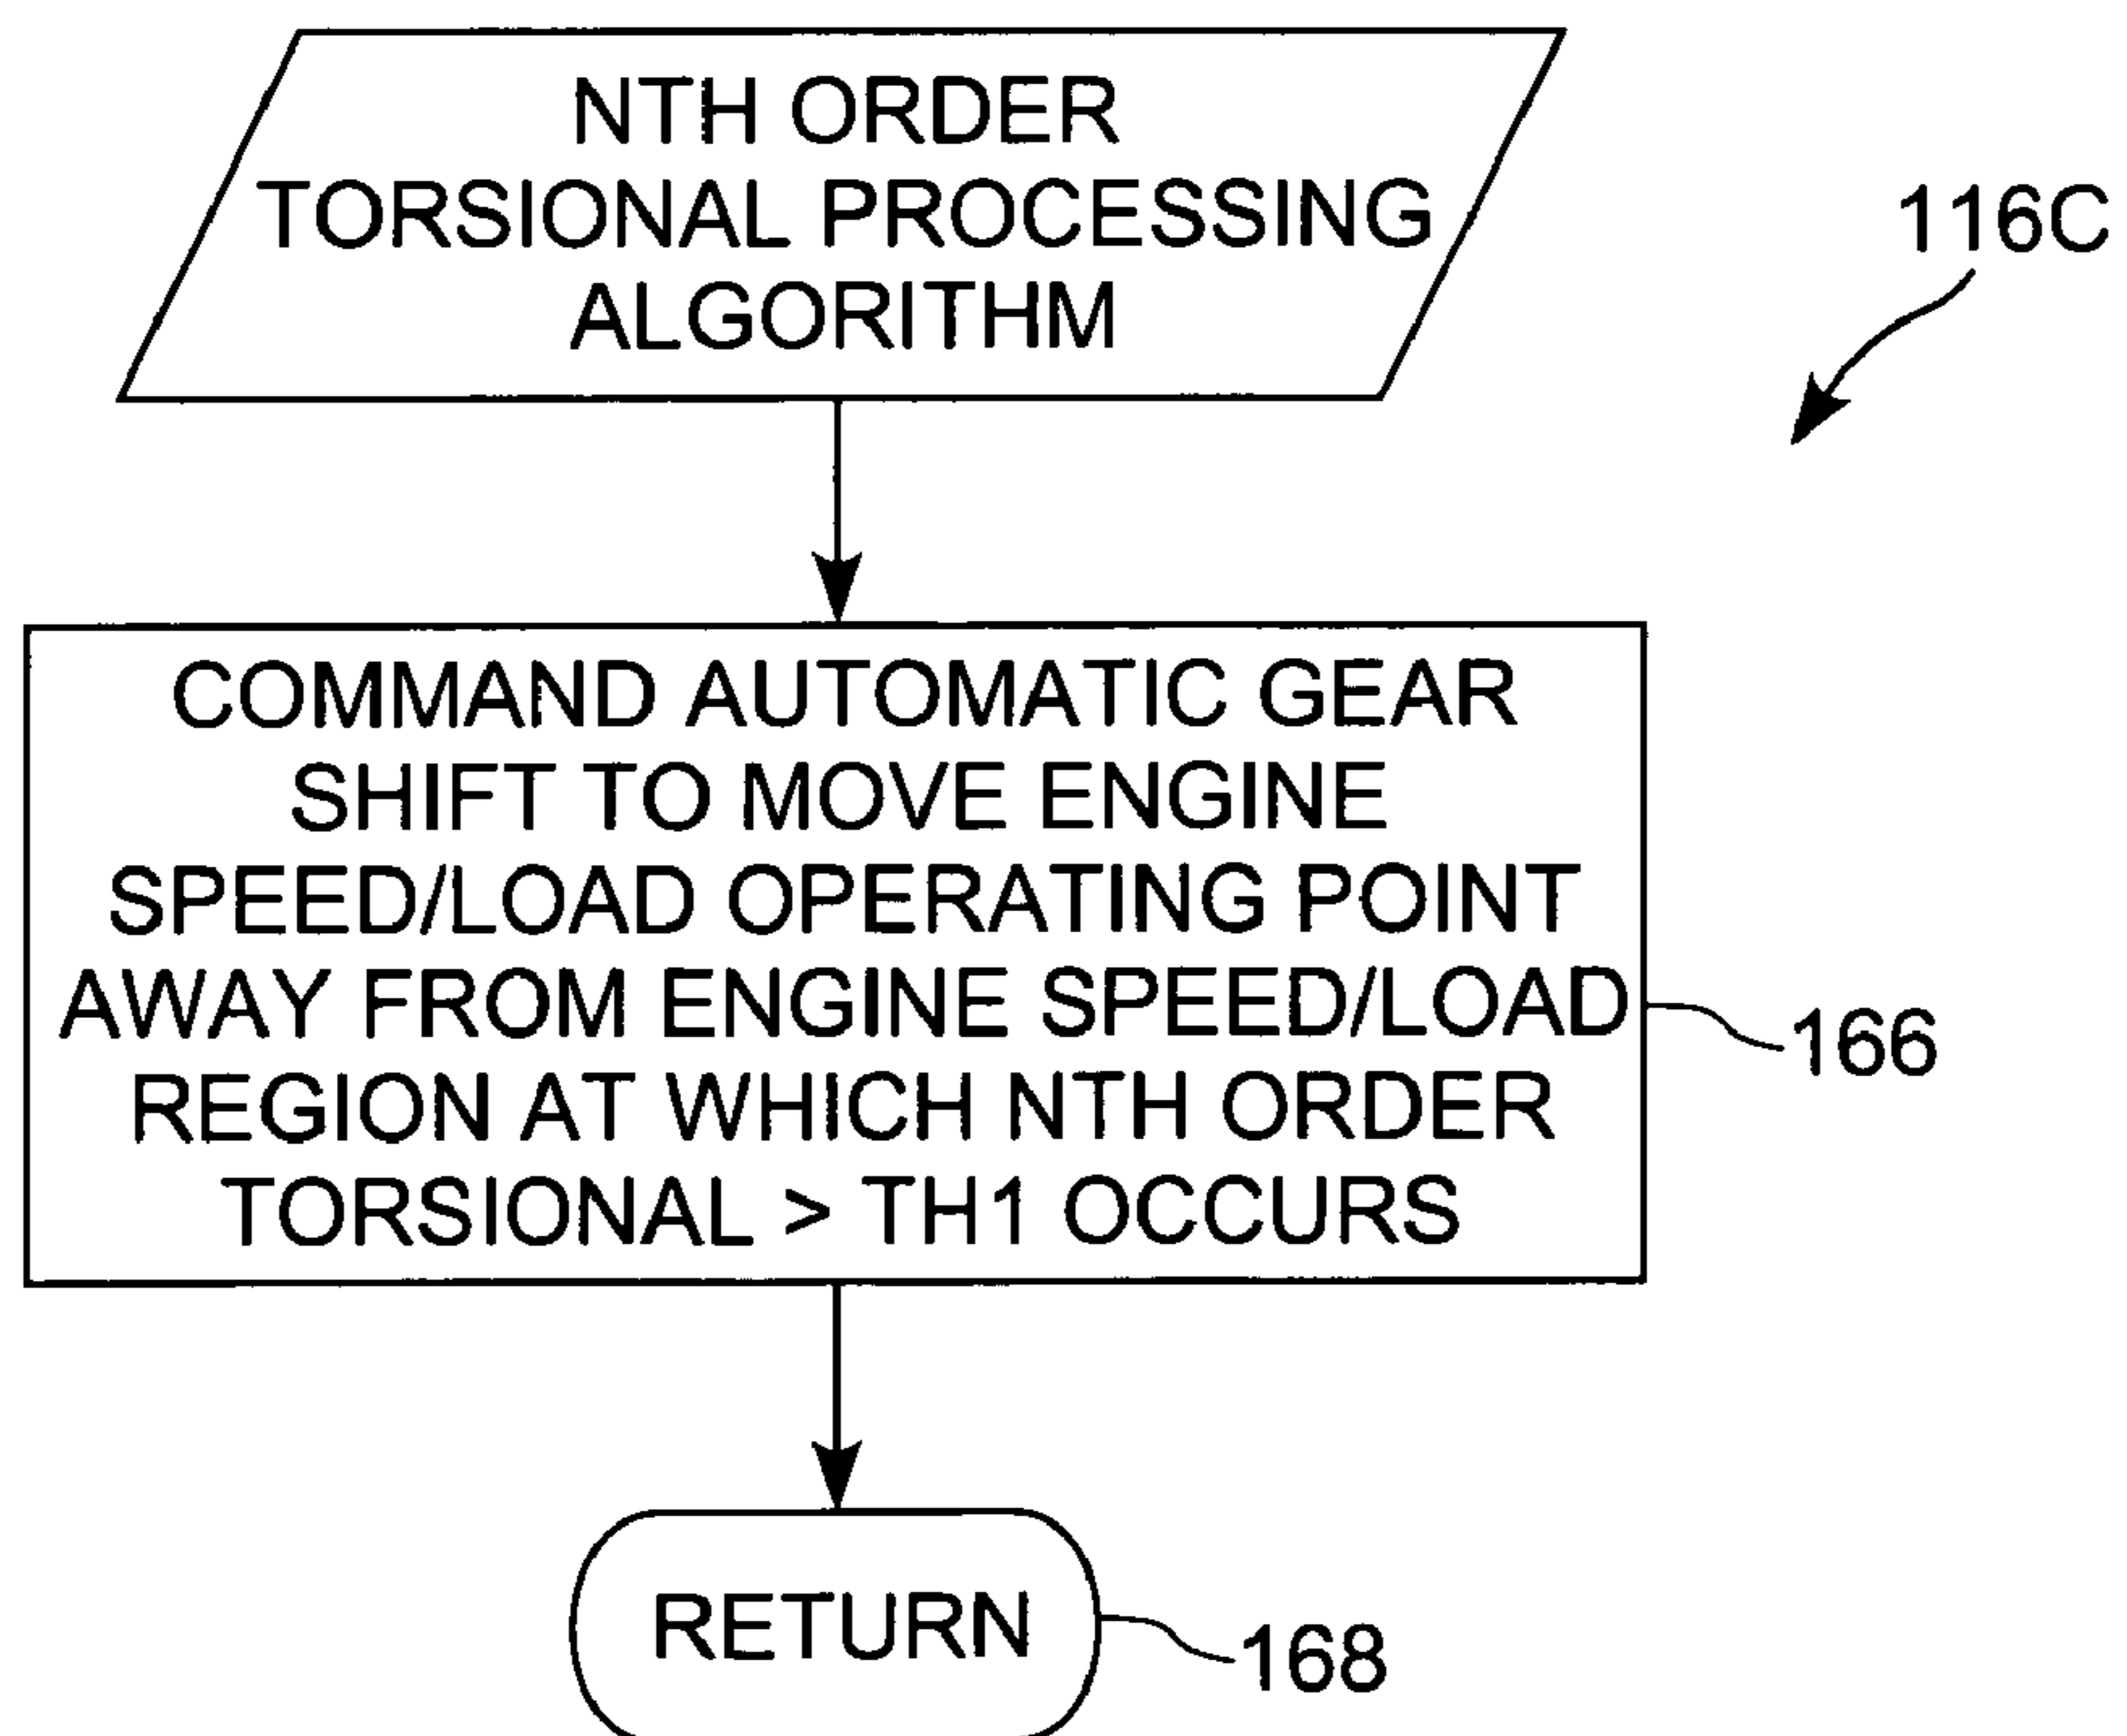 NTH ORDER
TORSIONAL PROCESSING
ALGORITHM
116C
COMMAND AUTOMATIC GEAR
SHIFT TO MOVE ENGINE
SPEED/LOAD OPERATING POINT
AWAY FROM ENGINE SPEED/LOAD
REGION AT WHICH NTH ORDER
TORSIONAL > TH1 OCCURS
166
RETURN
168